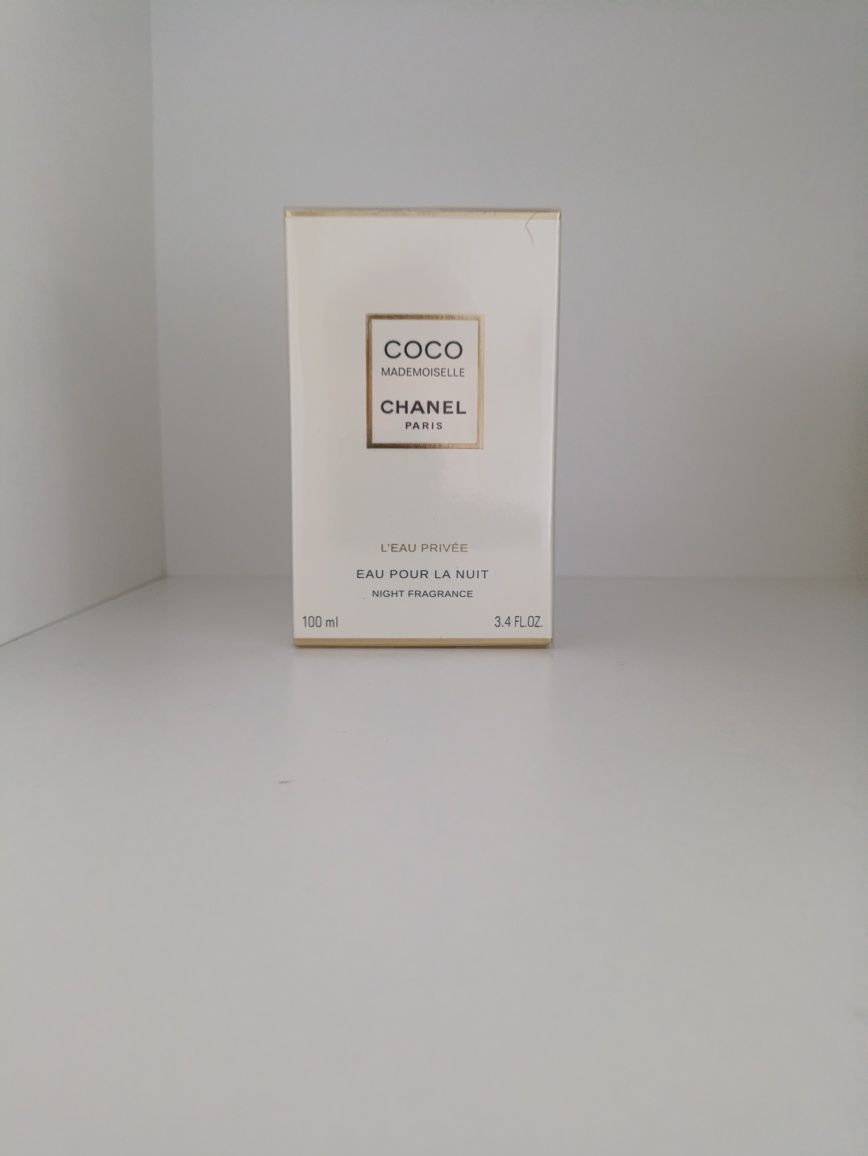 COCO
MADEMOISELLE
CHANEL
PARIS
L'EAU PRIVÉE
EAU POUR LA NUIT
NIGHT FRAGRANCE
100 ml 3.4 FL.OZ.